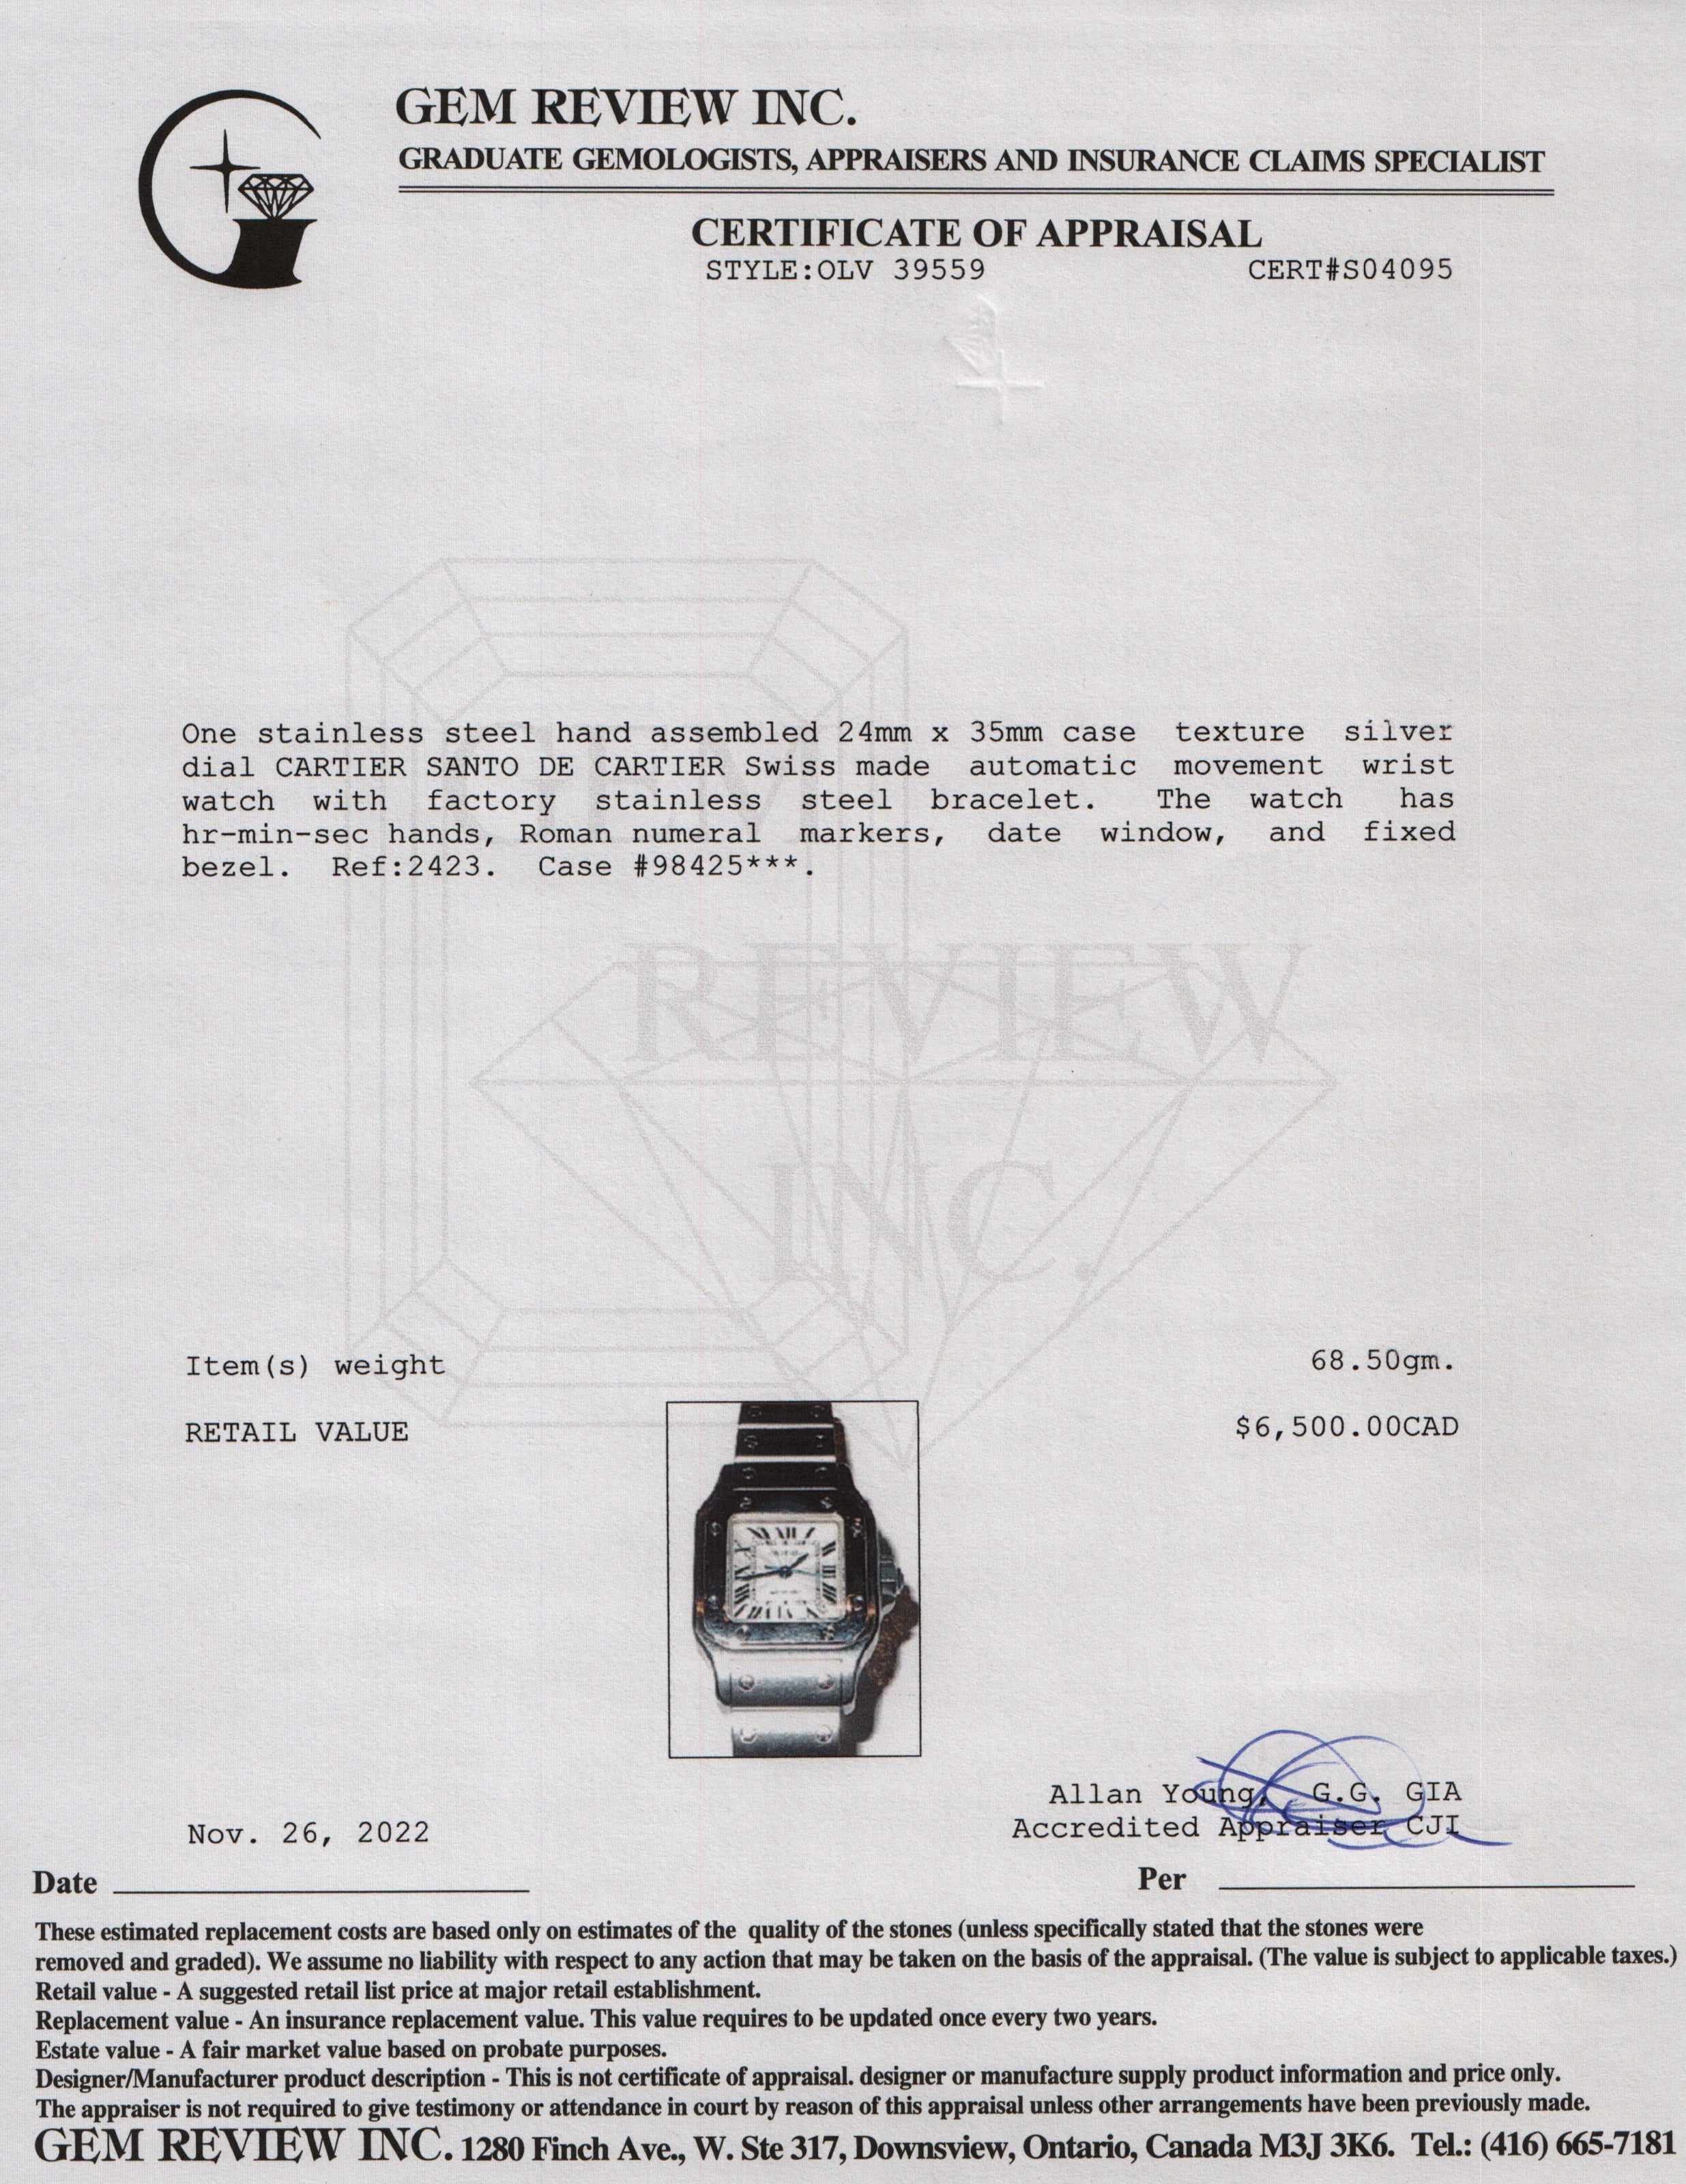 GEM REVIEW INC.
GRADUATE GEMOLOGISTS, APPRAISERS AND INSURANCE CLAIMS SPECIALIST
CERTIFICATE OF APPRAISAL
STYLE:OLV 39559 CERT#S04095
One stainless steel hand assembled 24mm x 35mm case texture silver
dial CARTIER SANTO DE CARTIER Swiss made automatic movement wrist
watch with factory stainless steel bracelet. The watch has
hr-min-sec hands, Roman numeral markers, date window, and fixed
bezel. Ref:2423. Case #98425***.
REVIEW
INC.
Item(s) weight 68.50gm.
RETAIL VALUE $6,500.00CAD
Allan Young, G.G. GIA
Accredited Appraiser CJI
Nov. 26, 2022
Date Per
These estimated replacement costs are based only on estimates of the quality of the stones (unless specifically stated that the stones were
removed and graded). We assume no liability with respect to any action that may be taken on the basis of the appraisal. (The value is subject to applicable taxes.)
Retail value - A suggested retail list price at major retail establishment.
Replacement value - An insurance replacement value. This value requires to be updated once every two years.
Estate value - A fair market value based on probate purposes.
Designer/Manufacturer product description - This is not certificate of appraisal. designer or manufacture supply product information and price only.
The appraiser is not required to give testimony or attendance in court by reason of this appraisal unless other arrangements have been previously made.
GEM REVIEW INC. 1280 Finch Ave., W. Ste 317, Downsview, Ontario, Canada M3J 3K6. Tel.: (416) 665-7181